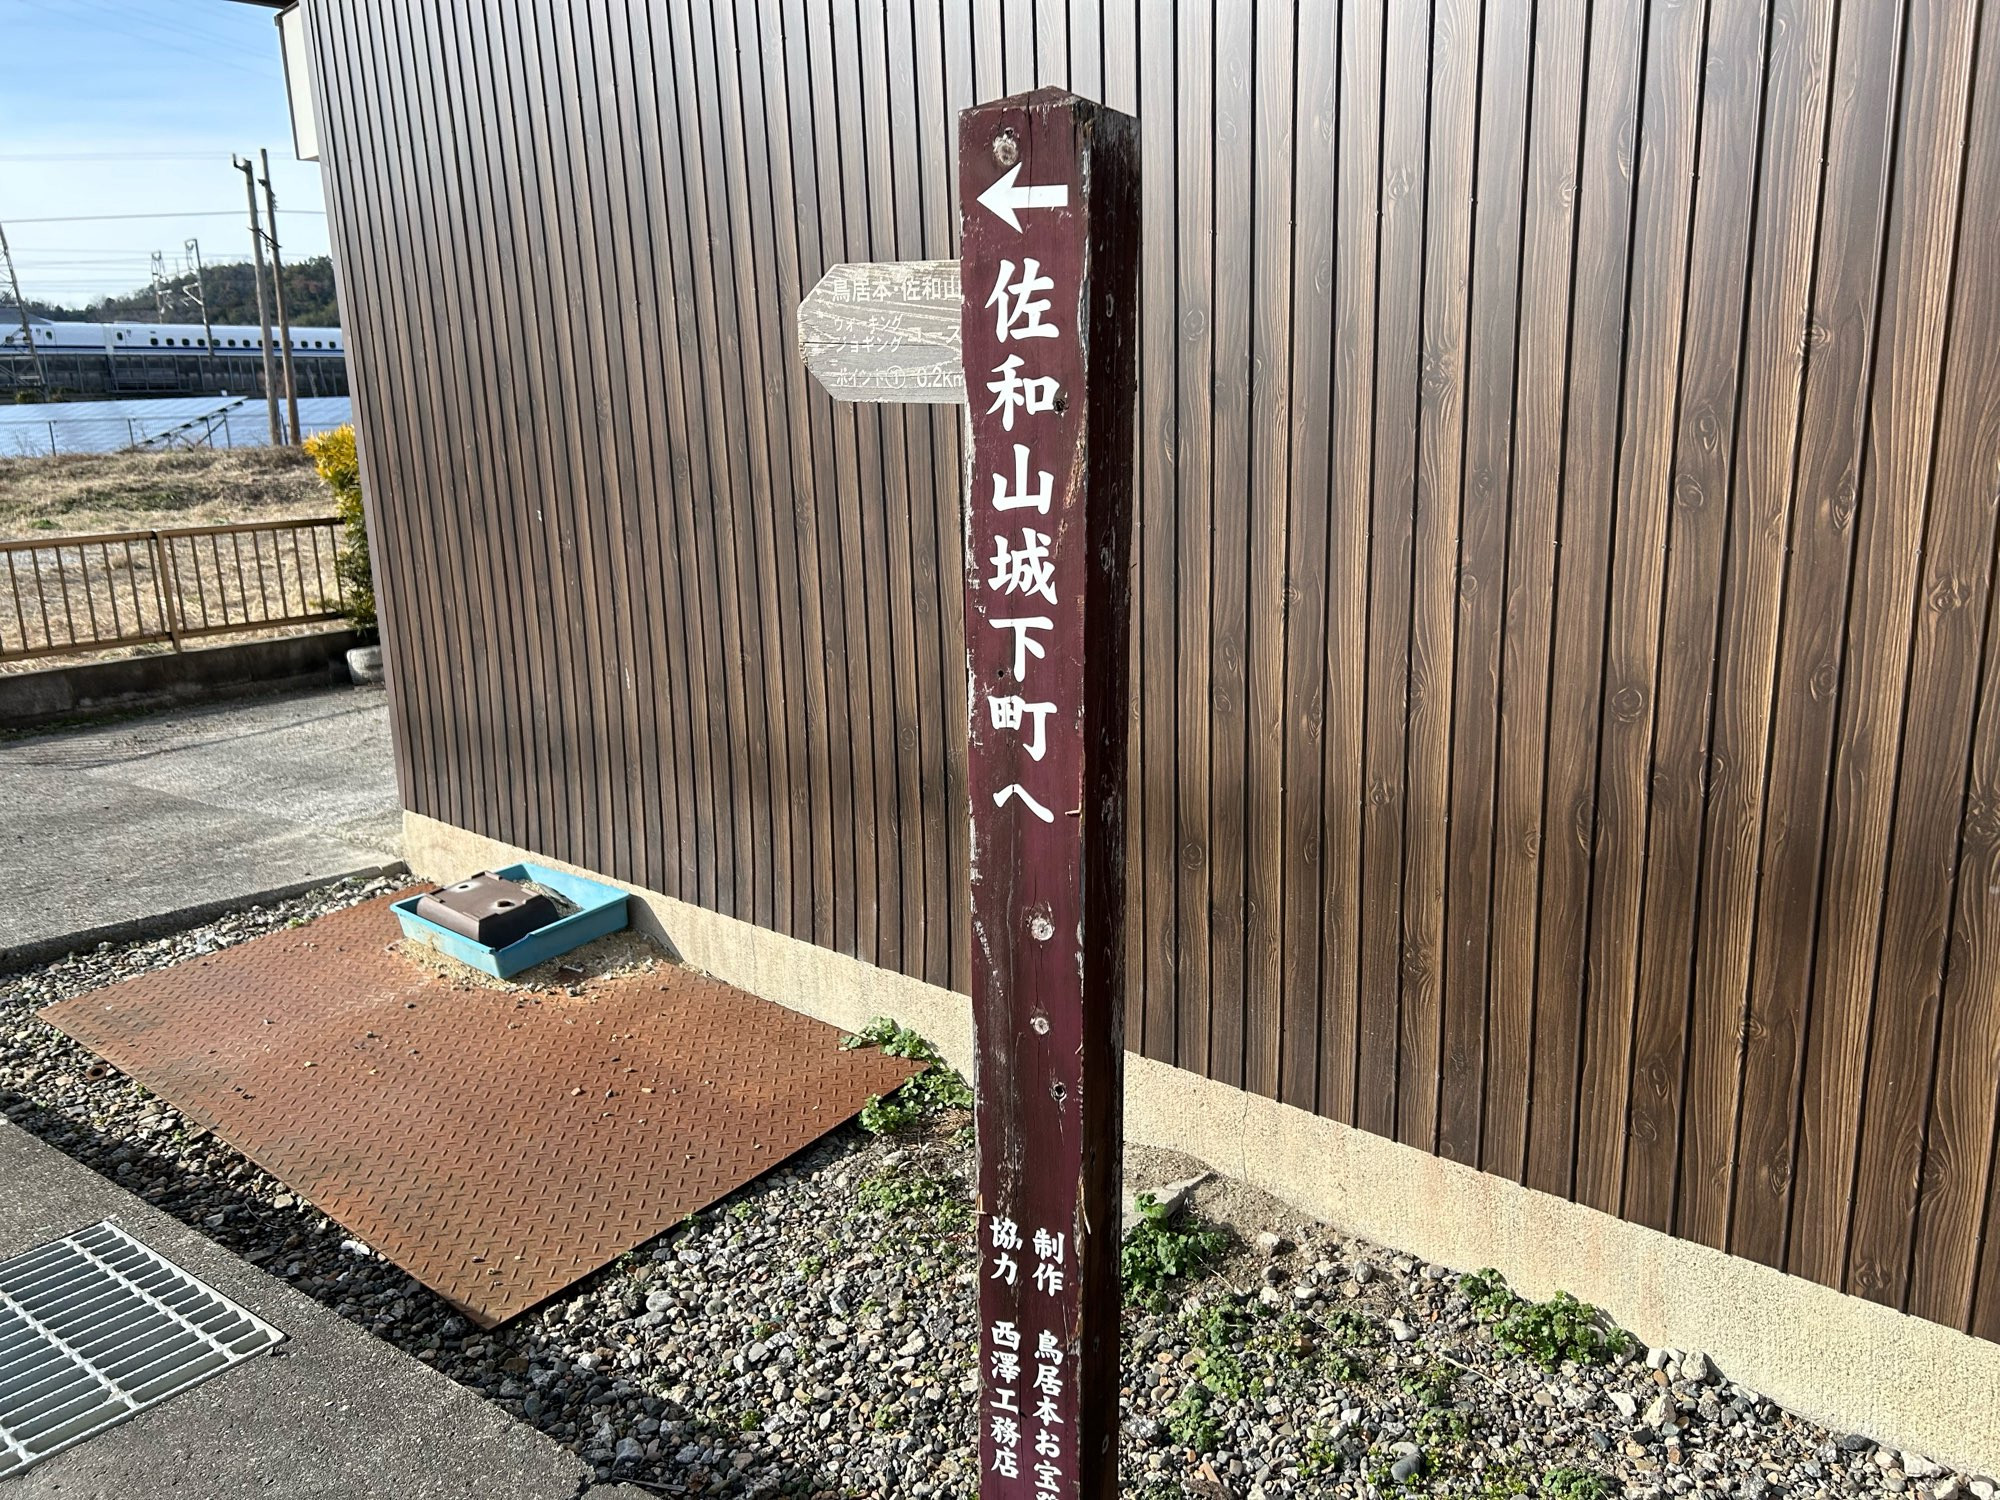 ←
佐和山城下町へ
鳥居本・佐和山
ウォーキング
ジョギング
コース
ポイント① 0.2km
制作 鳥居本お宝
協力 西澤工務店